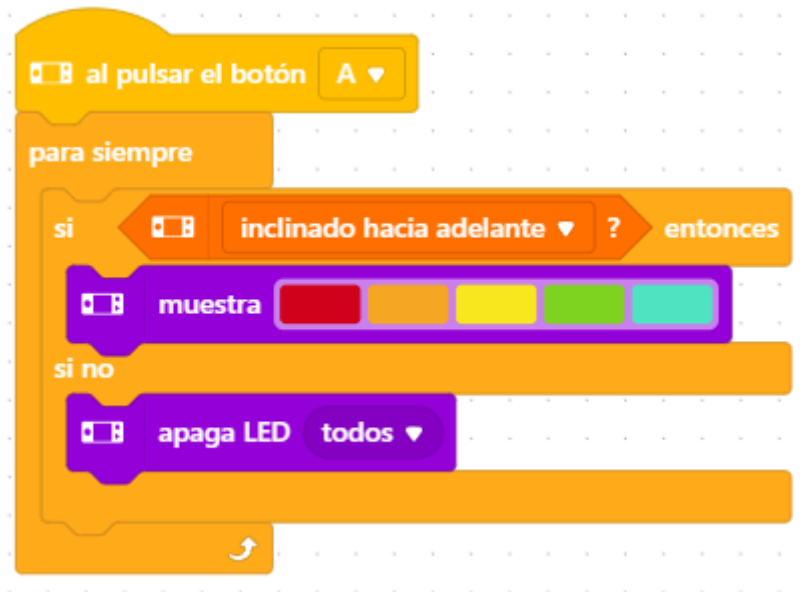 al pulsar el botón A
para siempre
si inclinado hacia adelante ? entonces
muestra
si no
apaga LED todos